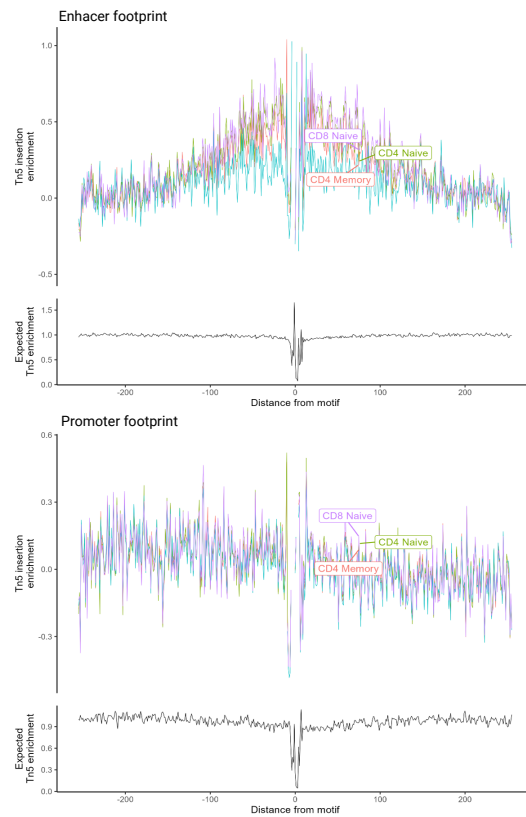 Enhacer footprint
1.0
0.5
0.0
-0.5
Tn5 insertion
enrichment
CD8 Naive
CD4 Naive
CD4 Memory
1.5
1.0
0.5
0.0
Expected
Tn5 enrichment
-200
-100
0
100
200
Distance from motif
Promoter footprint
0.6
0.3
0.0
-0.3
Tn5 insertion
enrichment
CD8 Naive
CD4 Naive
CD4 Memory
0.9
0.6
0.3
0.0
Expected
Tn5 enrichment
-200
-100
0
100
200
Distance from motif